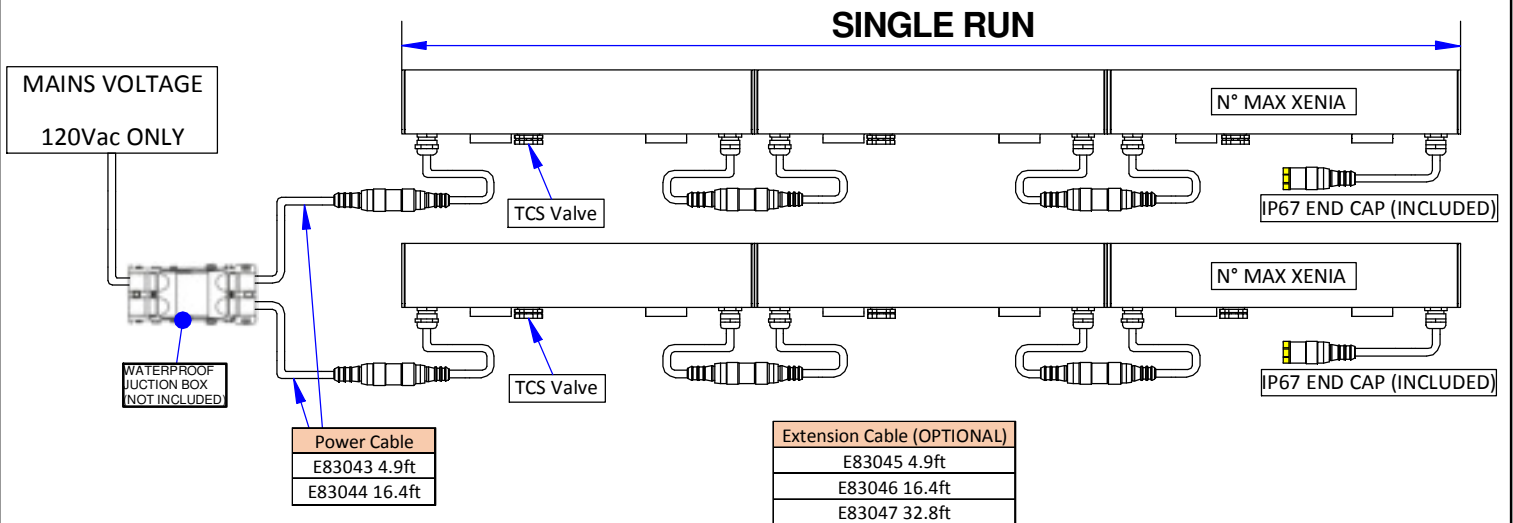 SINGLE RUN
MAINS VOLTAGE
120Vac ONLY
N° MAX XENIA
TCS Valve
IP67 END CAP (INCLUDED)
N° MAX XENIA
WATERPROOF
JUCTION BOX
(NOT INCLUDED)
TCS Valve
IP67 END CAP (INCLUDED)
Power Cable
E83043 4.9ft
E83044 16.4ft
Extension Cable (OPTIONAL)
E83045 4.9ft
E83046 16.4ft
E83047 32.8ft